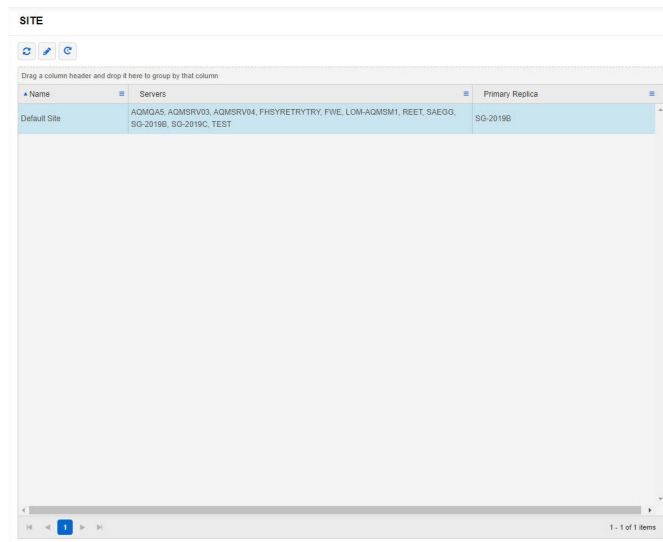 SITE
Drag a column header and drop it here to group by that column
Name
Servers
Primary Replica
Default Site
AQMQA5, AQMSRV03, AQMSRV04, FHSYRETRYTRY, FWE, LOM-AQMSM1, REET, SAEGG,
SG-2019B, SG-2019C, TEST
SG-2019B
1
1 - 1 of 1 items